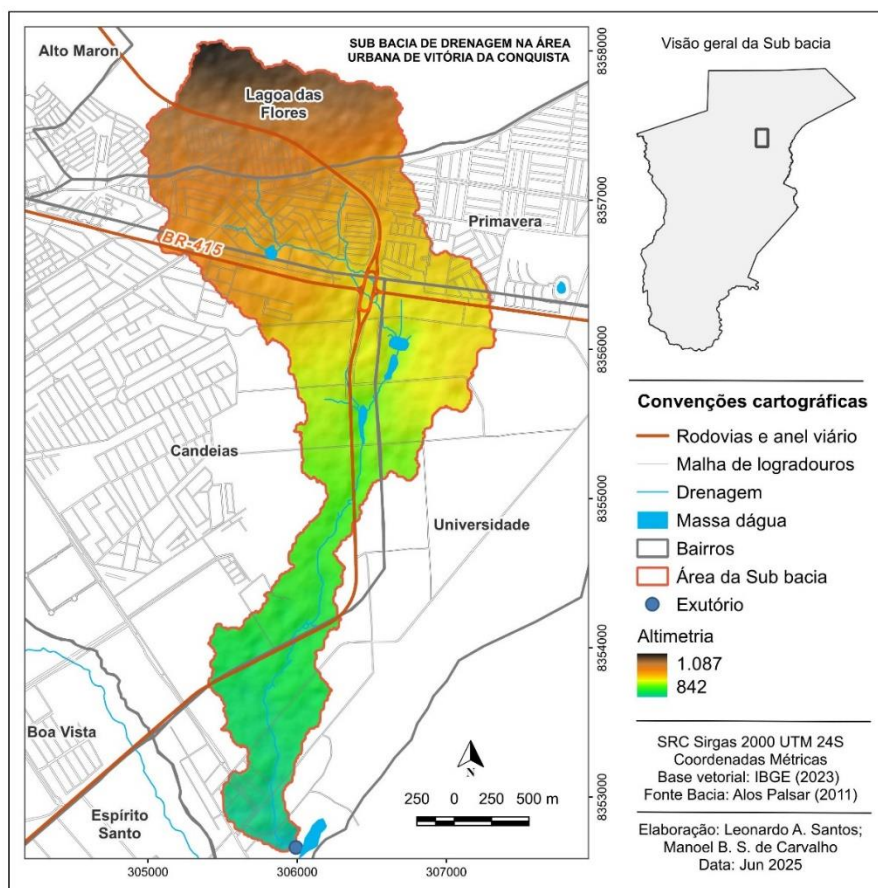 SUB BACIA DE DRENAGEM NA ÁREA
URBANA DE VITÓRIA DA CONQUISTA
Alto Maron
Lagoa das
Flores
Primavera
BR-415
Candeias
Universidade
Boa Vista
Espírito
Santo
N
250 0 250 500 m
305000 306000 307000
8358000
8357000
8356000
8355000
8354000
8353000
Visão geral da Sub bacia
Convenções cartográficas
Rodovias e anel viário
Malha de logradouros
Drenagem
Massa dágua
Bairros
Área da Sub bacia
Exutório
Altimetria
1.087
842
SRC Sirgas 2000 UTM 24S
Coordenadas Métricas
Base vetorial: IBGE (2023)
Fonte Bacia: Alos Palsar (2011)
Elaboração: Leonardo A. Santos;
Manoel B. S. de Carvalho
Data: Jun 2025